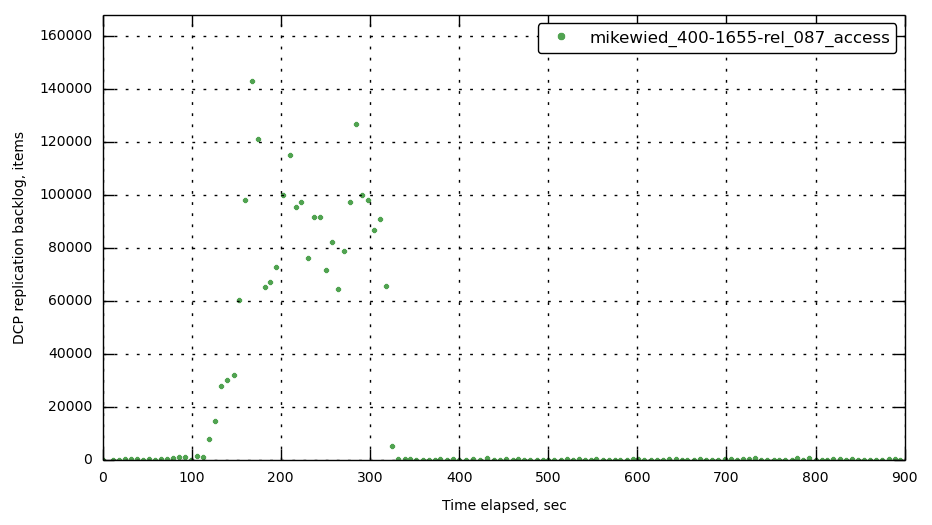 mikewied_400-1655-rel_087_access
DCP replication backlog, items
160000
140000
120000
100000
80000
60000
40000
20000
0
0 100 200 300 400 500 600 700 800 900
Time elapsed, sec